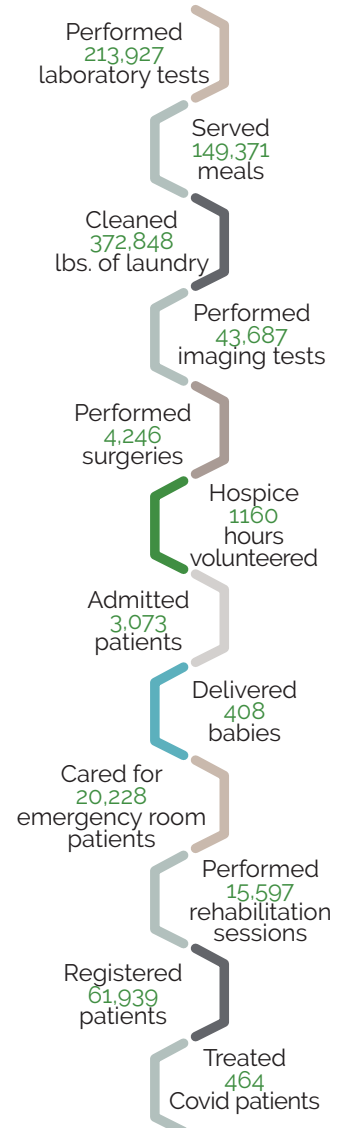 Performed
213,927
laboratory tests
Served
149,371
meals
Cleaned
372,848
lbs. of laundry
Performed
43,687
imaging tests
Performed
4,246
surgeries
Hospice
1160
hours
volunteered
Admitted
3,073
patients
Delivered
408
babies
Cared for
20,228
emergency room
patients
Performed
15,597
rehabilitation
sessions
Registered
61,939
patients
Treated
464
Covid patients